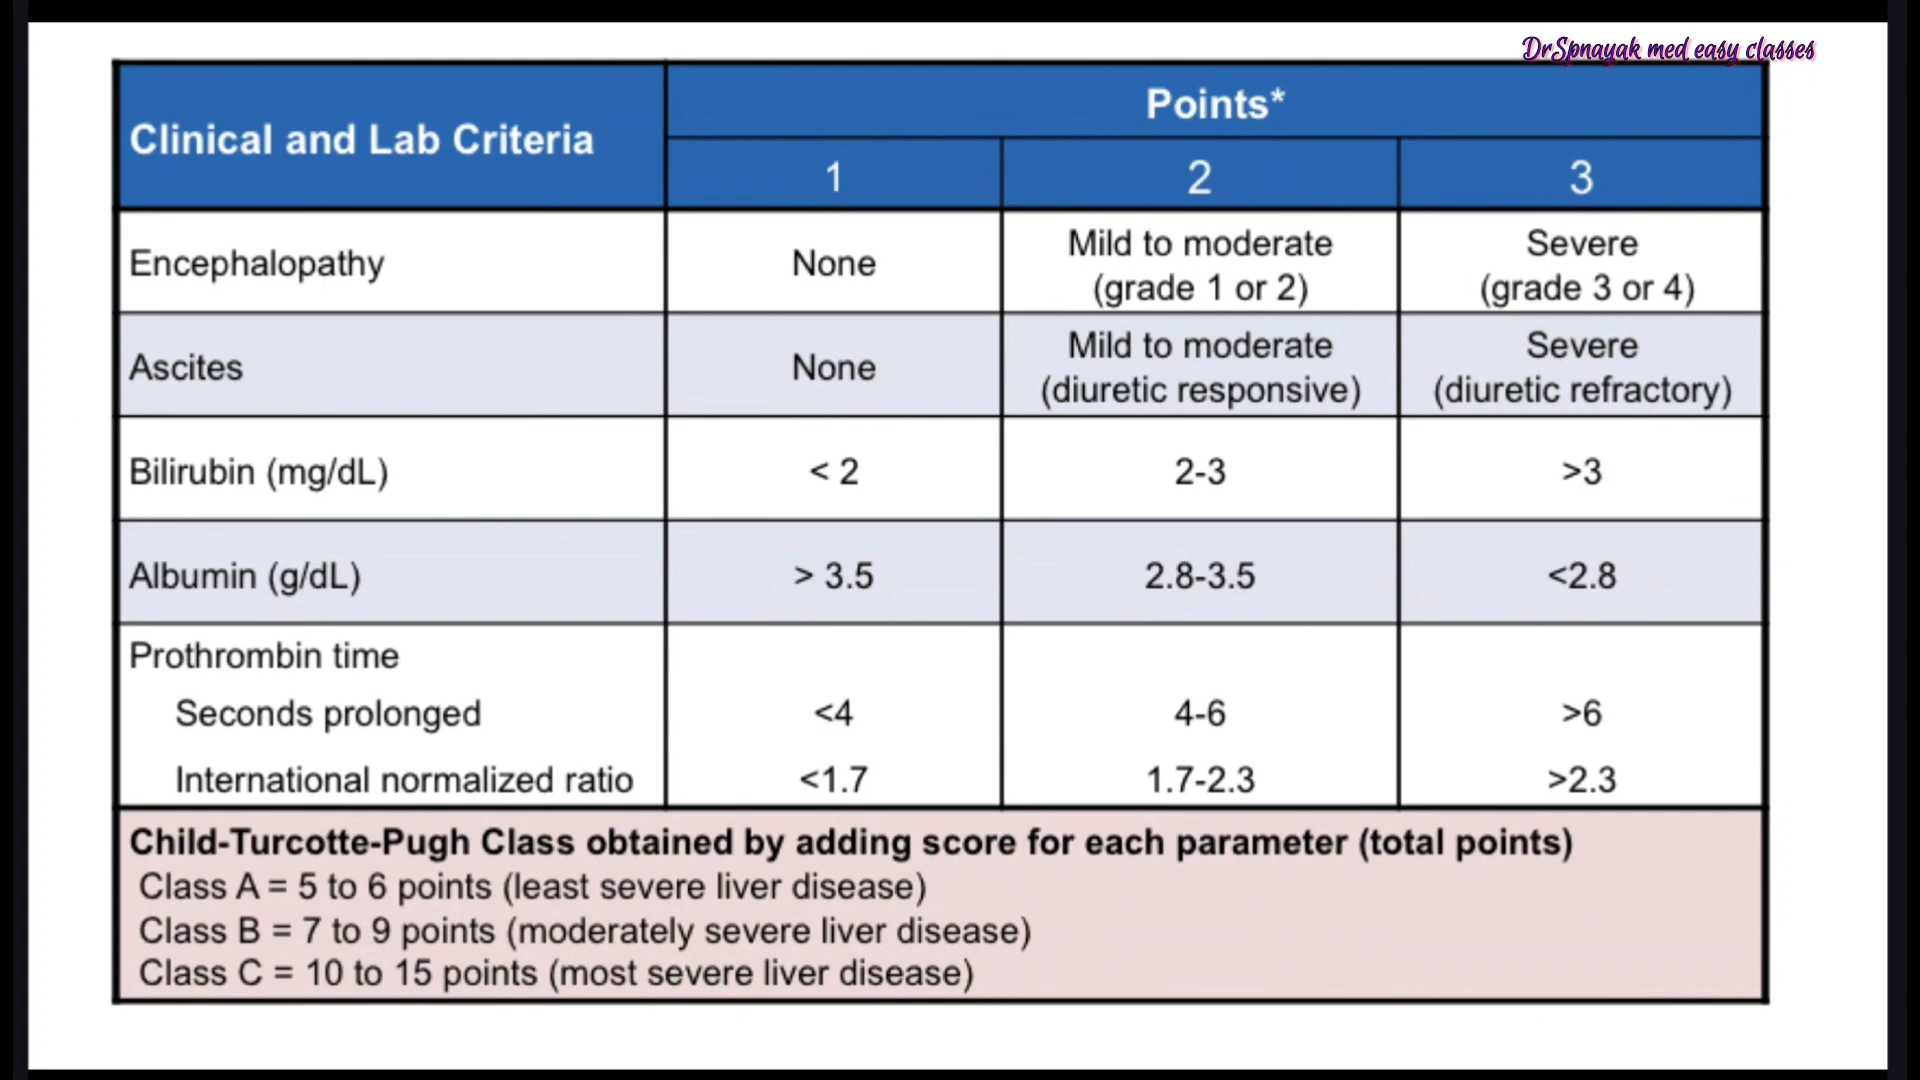 DrSpnayak med easy classes
Clinical and Lab Criteria
Points*
1 2 3
Encephalopathy None Mild to moderate (grade 1 or 2) Severe (grade 3 or 4)
Ascites None Mild to moderate (diuretic responsive) Severe (diuretic refractory)
Bilirubin (mg/dL) < 2 2-3 >3
Albumin (g/dL) > 3.5 2.8-3.5 <2.8
Prothrombin time
Seconds prolonged <4 4-6 >6
International normalized ratio <1.7 1.7-2.3 >2.3
Child-Turcotte-Pugh Class obtained by adding score for each parameter (total points)
Class A = 5 to 6 points (least severe liver disease)
Class B = 7 to 9 points (moderately severe liver disease)
Class C = 10 to 15 points (most severe liver disease)